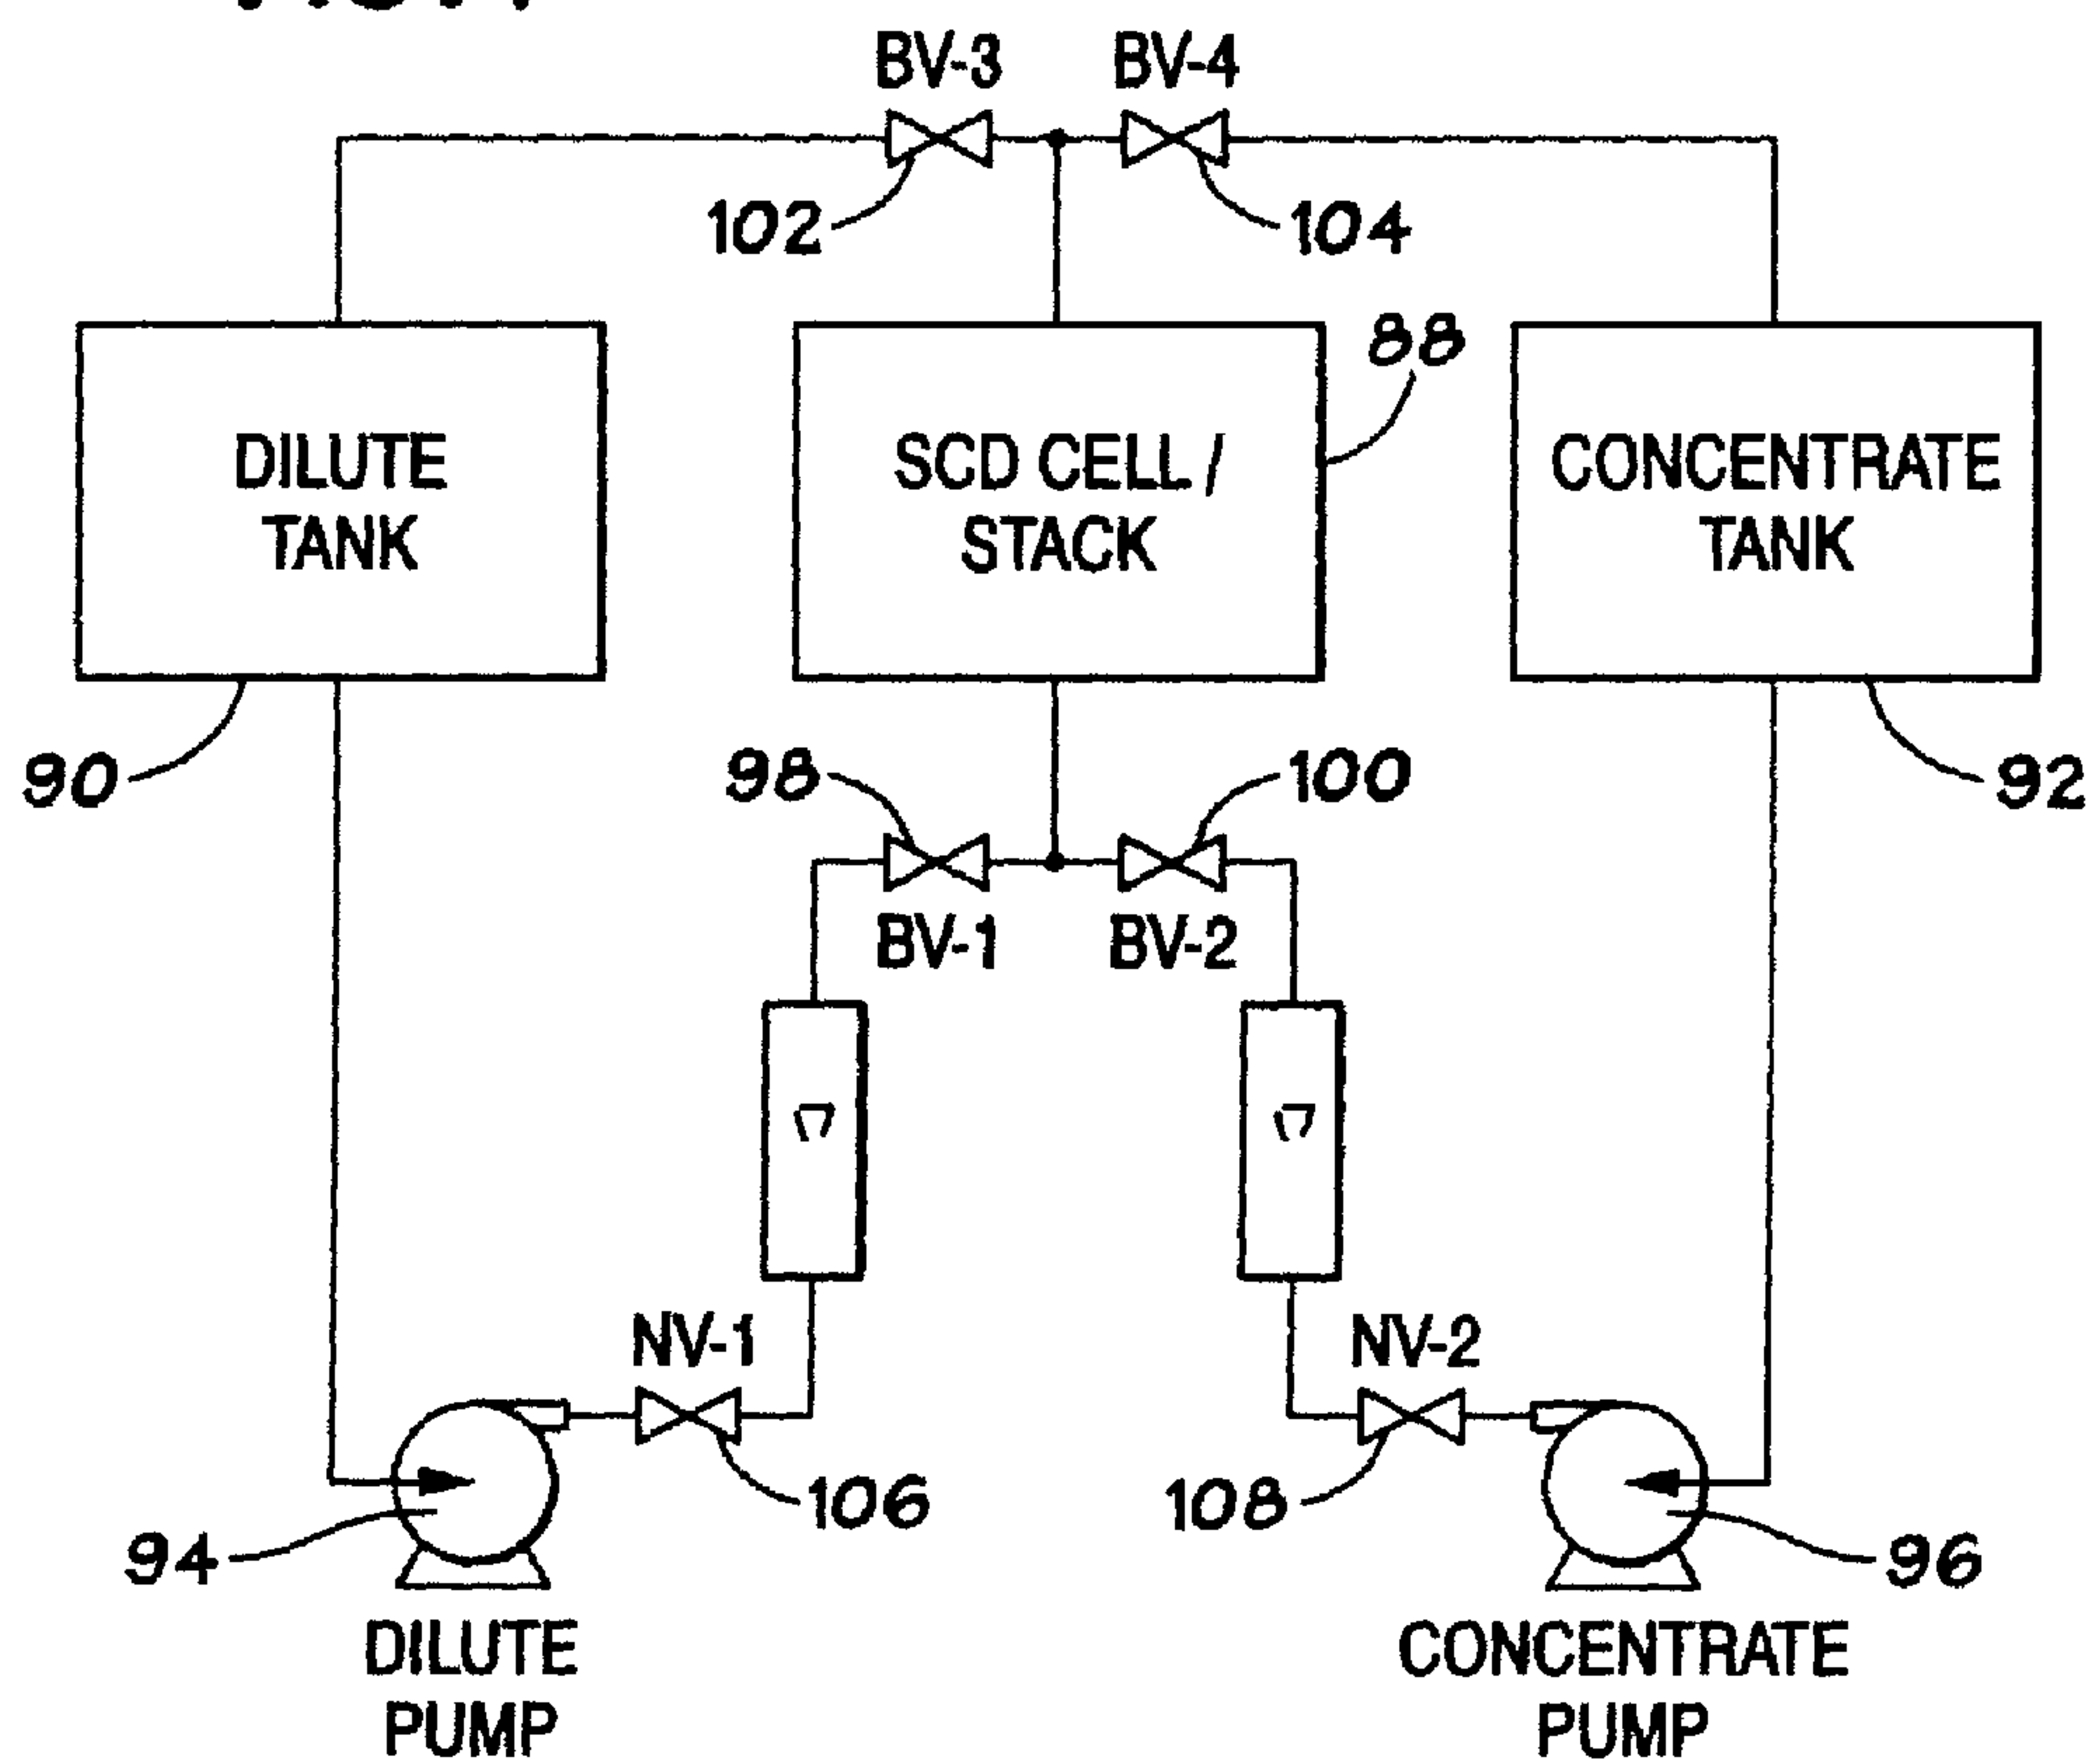 BV-3 BV-4
102 104
88
DILUTE
TANK
SCD CELL /
STACK
CONCENTRATE
TANK
90 98 100 92
BV-1 BV-2
NV-1 NV-2
106 108
94 96
DILUTE
PUMP
CONCENTRATE
PUMP